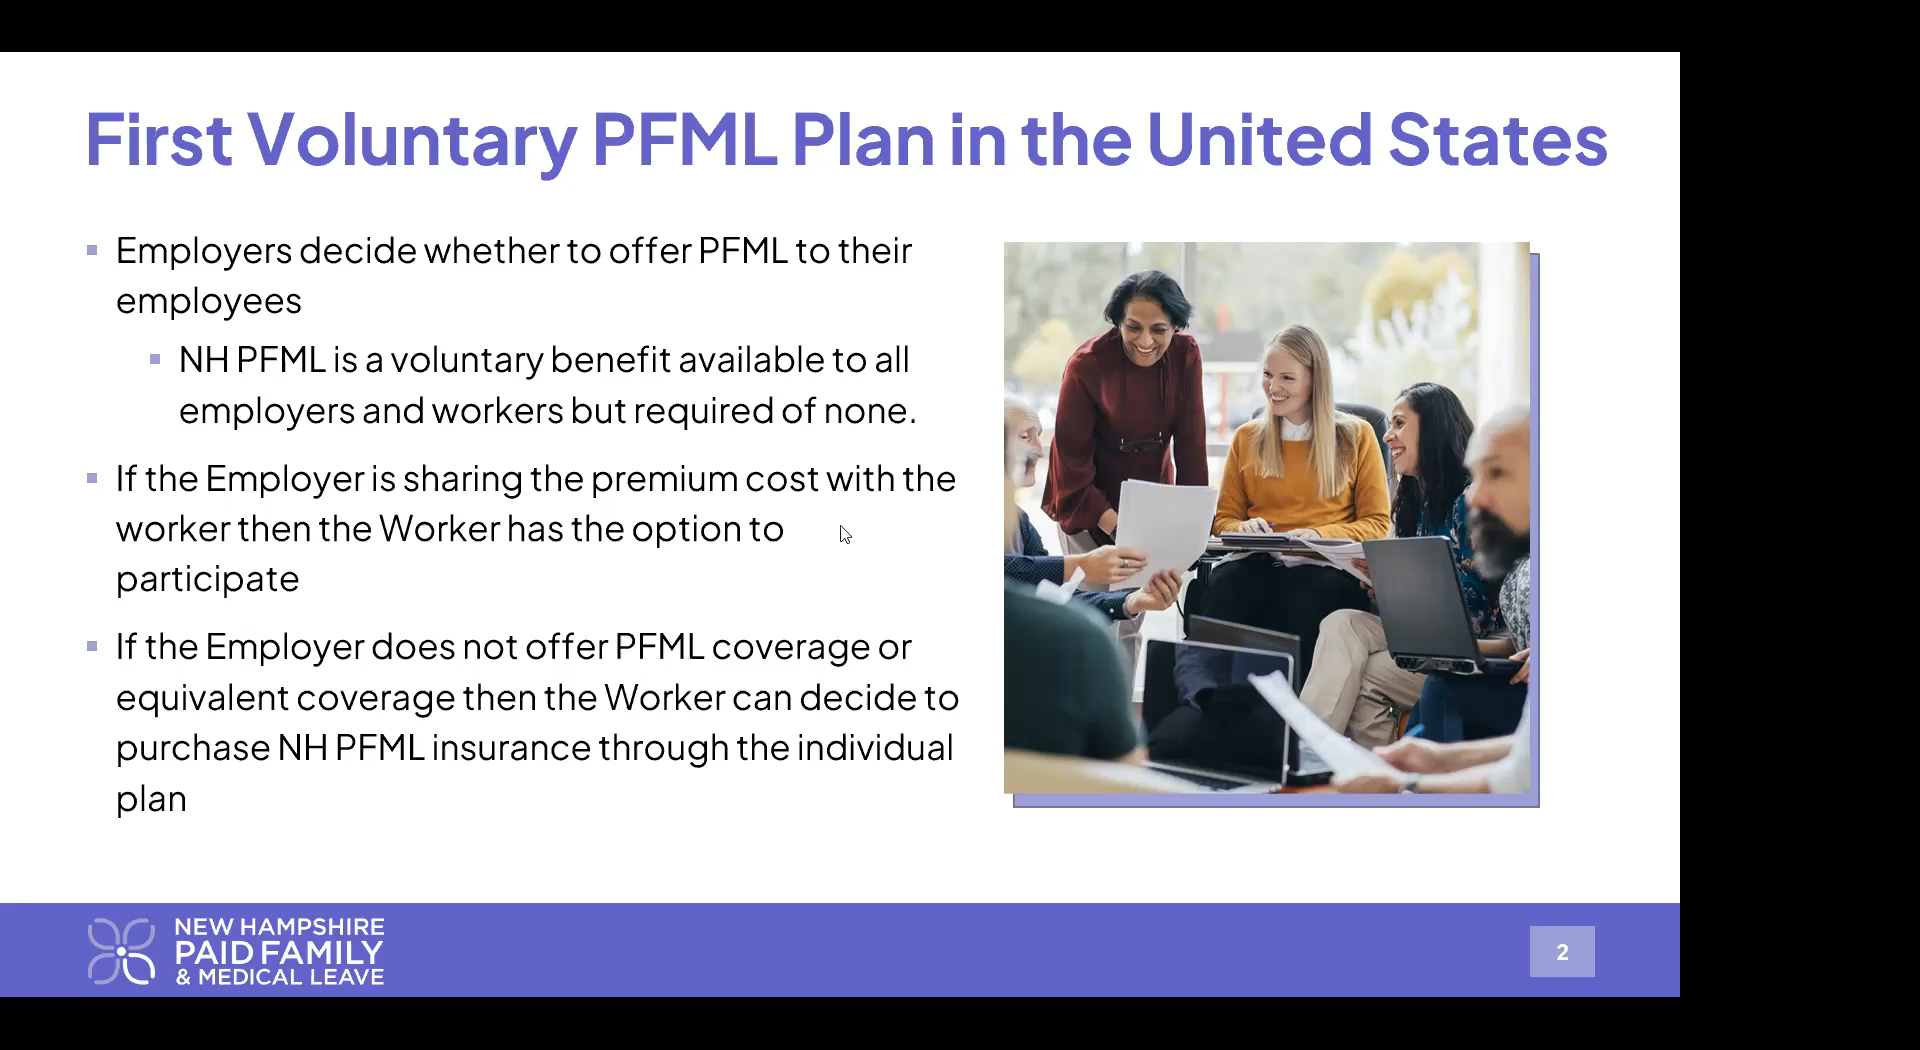 First Voluntary PFML Plan in the United States
Employers decide whether to offer PFML to their
employees
NH PFML is a voluntary benefit available to all
employers and workers but required of none.
If the Employer is sharing the premium cost with the
worker then the Worker has the option to
participate
If the Employer does not offer PFML coverage or
equivalent coverage then the Worker can decide to
purchase NH PFML insurance through the individual
plan
NEW HAMPSHIRE
PAID FAMILY
& MEDICAL LEAVE
2